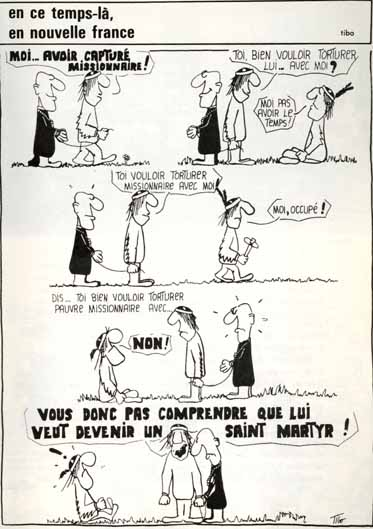 en ce temps-là,
en nouvelle france
tibo
MOI... AVOIR CAPTURÉ
MISSIONNAIRE!
TOI, BIEN VOULOIR TORTURER
LUI... AVEC MOI?
MOI PAS
AVOIR LE
TEMPS!
TOI VOULOIR TORTURER
MISSIONNAIRE AVEC MOI!
MOI, OCCUPÉ!
DIS... TOI BIEN VOULOIR TORTURER
PAUVRE MISSIONNAIRE AVEC...
NON!
VOUS DONC PAS COMPRENDRE QUE LUI
VEUT DEVENIR UN SAINT MARTYR!